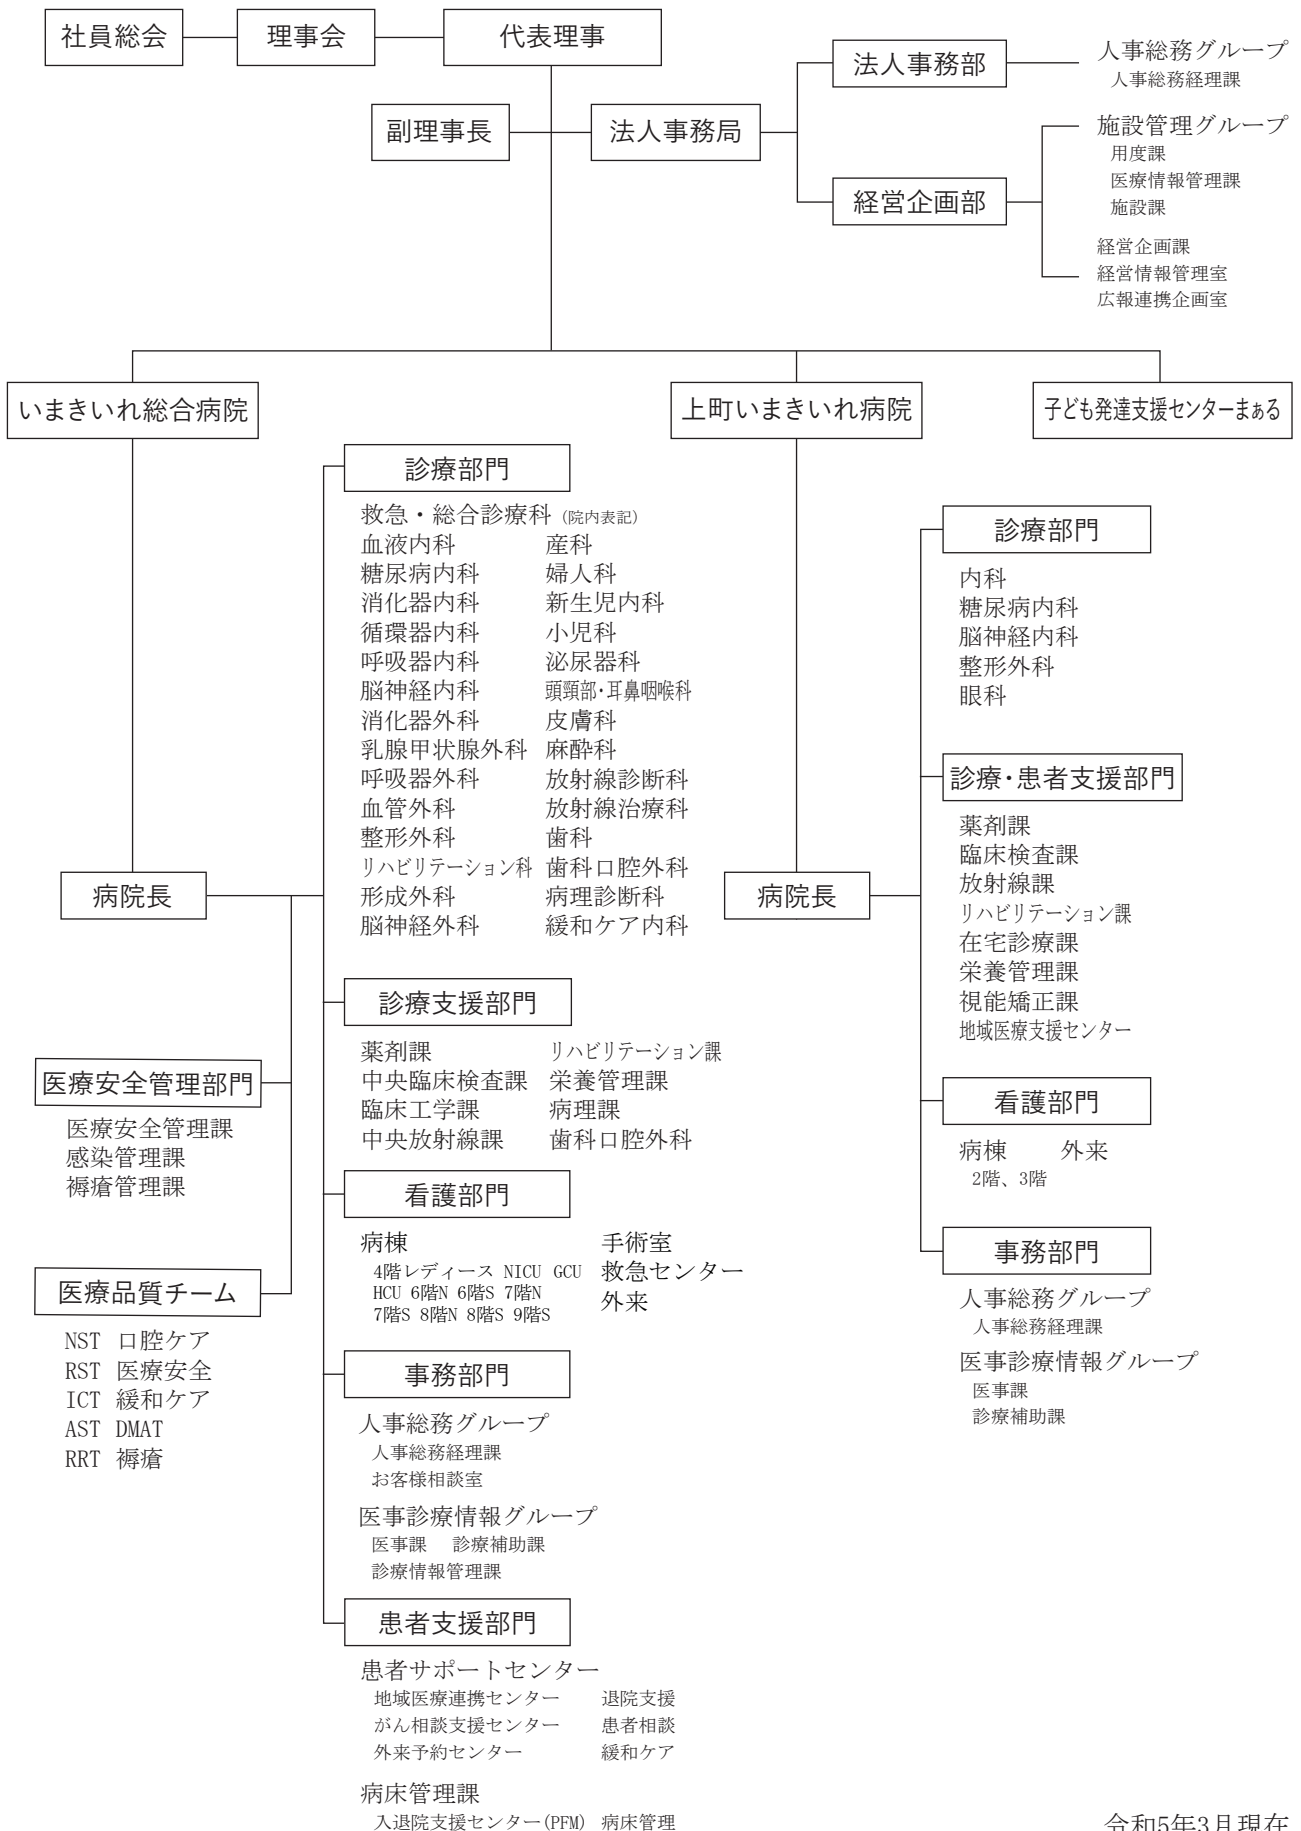 社員総会
理事会
代表理事
副理事長
法人事務局
法人事務部
人事総務グループ
人事総務経理課
経営企画部
施設管理グループ
用度課
医療情報管理課
施設課
経営企画課
経営情報管理室
広報連携企画室
いまきいれ総合病院
上町いまきいれ病院
子ども発達支援センターまぁる
病院長
診療部門
救急・総合診療科 (院内表記)
血液内科 産科
糖尿病内科 婦人科
消化器内科 新生児内科
循環器内科 小児科
呼吸器内科 泌尿器科
脳神経内科 頭頸部・耳鼻咽喉科
消化器外科 皮膚科
乳腺甲状腺外科 麻酔科
呼吸器外科 放射線診断科
血管外科 放射線治療科
整形外科 歯科
リハビリテーション科 歯科口腔外科
形成外科 病理診断科
脳神経外科 緩和ケア内科
診療支援部門
薬剤課 リハビリテーション課
中央臨床検査課 栄養管理課
臨床工学課 病理課
中央放射線課 歯科口腔外科
看護部門
病棟
4階レディース NICU GCU
HCU 6階N 6階S 7階N
7階S 8階N 8階S 9階S
手術室
救急センター
外来
事務部門
人事総務グループ
人事総務経理課
お客様相談室
医事診療情報グループ
医事課 診療補助課
診療情報管理課
患者支援部門
患者サポートセンター
地域医療連携センター 退院支援
がん相談支援センター 患者相談
外来予約センター 緩和ケア
病床管理課
入退院支援センター(PFM) 病床管理
医療安全管理部門
医療安全管理課
感染管理課
褥瘡管理課
医療品質チーム
NST 口腔ケア
RST 医療安全
ICT 緩和ケア
AST DMAT
RRT 褥瘡
病院長
診療部門
内科
糖尿病内科
脳神経内科
整形外科
眼科
診療・患者支援部門
薬剤課
臨床検査課
放射線課
リハビリテーション課
在宅診療課
栄養管理課
視能矯正課
地域医療支援センター
看護部門
病棟 外来
2階、3階
事務部門
人事総務グループ
人事総務経理課
医事診療情報グループ
医事課
診療補助課
令和5年3月現在